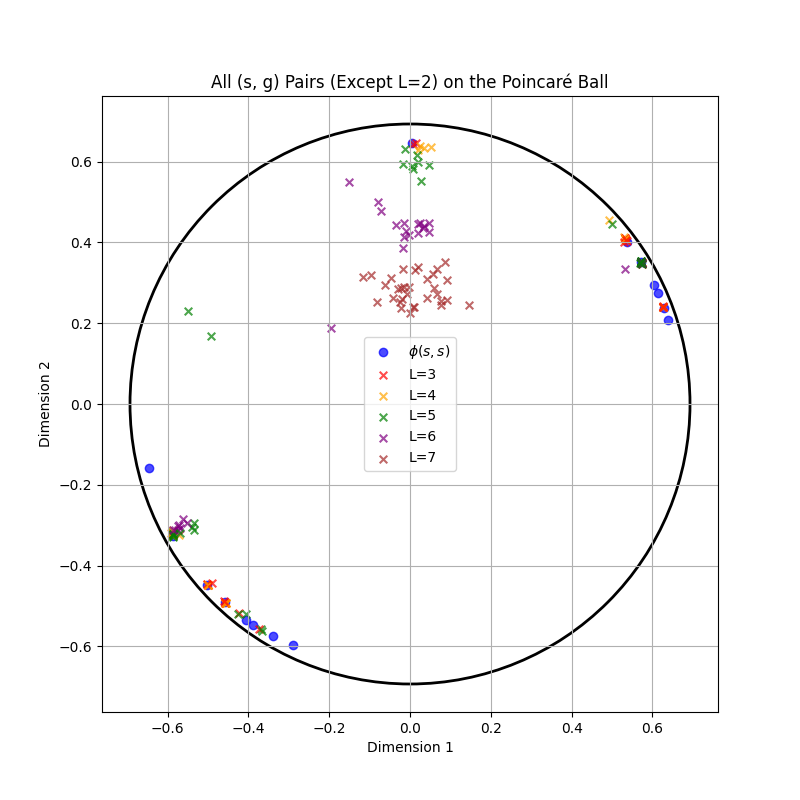 All (s, g) Pairs (Except L=2) on the Poincaré Ball
0.6
0.4
0.2
0.0
−0.2
−0.4
−0.6
Dimension 2
ϕ(s, s)
L=3
L=4
L=5
L=6
L=7
−0.6 −0.4 −0.2 0.0 0.2 0.4 0.6
Dimension 1